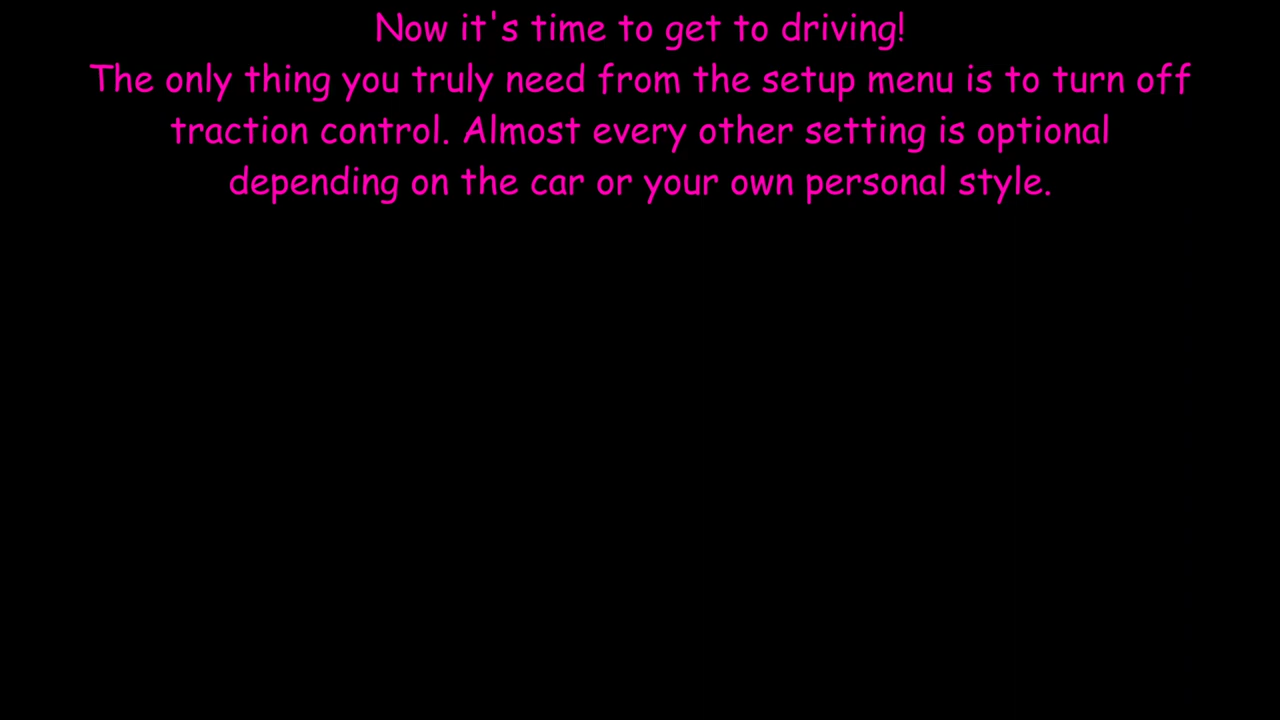 Now it's time to get to driving!
The only thing you truly need from the setup menu is to turn off
traction control. Almost every other setting is optional
depending on the car or your own personal style.